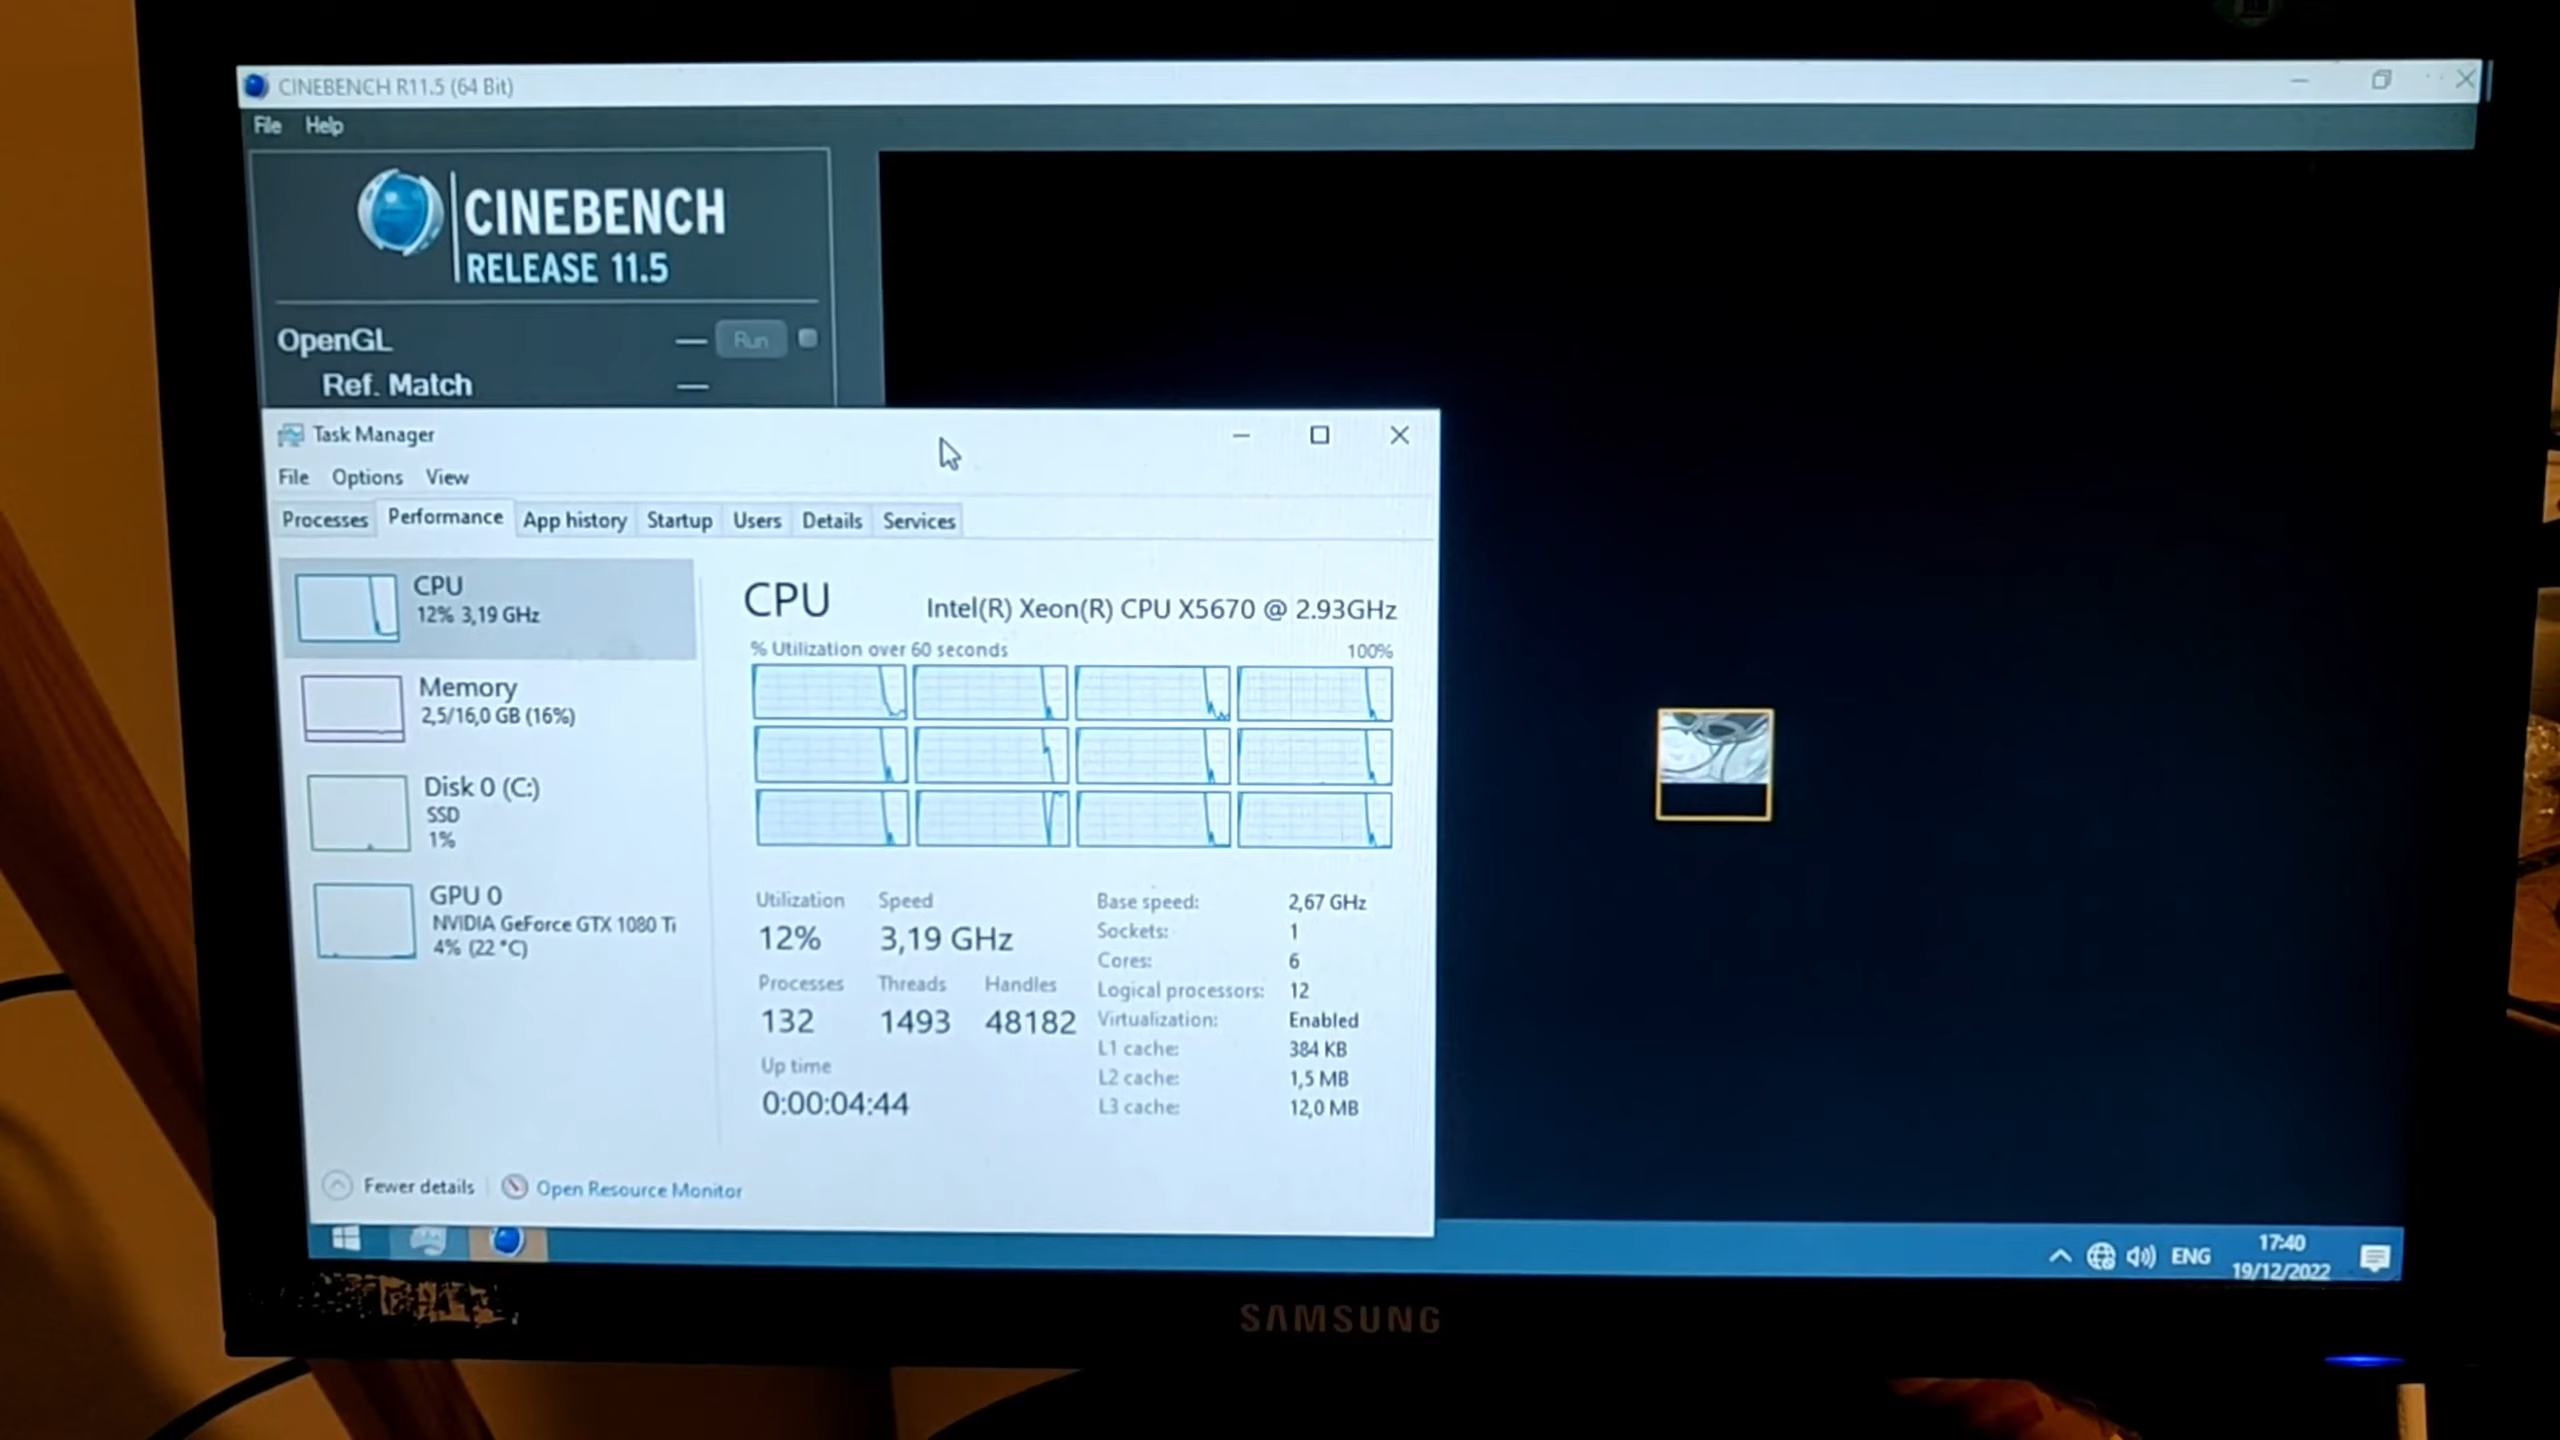 CINEBENCH R11.5 (64 Bit)
File Help
CINEBENCH
RELEASE 11.5
OpenGL — Run
Ref. Match —
Task Manager
File Options View
Processes Performance App history Startup Users Details Services
CPU
12% 3,19 GHz
Memory
2,5/16,0 GB (16%)
Disk 0 (C:)
SSD
1%
GPU 0
NVIDIA GeForce GTX 1080 Ti
4% (22 °C)
CPU Intel(R) Xeon(R) CPU X5670 @ 2.93GHz
% Utilization over 60 seconds 100%
Utilization Speed
12% 3,19 GHz
Processes Threads Handles
132 1493 48182
Up time
0:00:04:44
Base speed: 2,67 GHz
Sockets: 1
Cores: 6
Logical processors: 12
Virtualization: Enabled
L1 cache: 384 KB
L2 cache: 1,5 MB
L3 cache: 12,0 MB
Fewer details Open Resource Monitor
ENG 17:40
19/12/2022
SAMSUNG